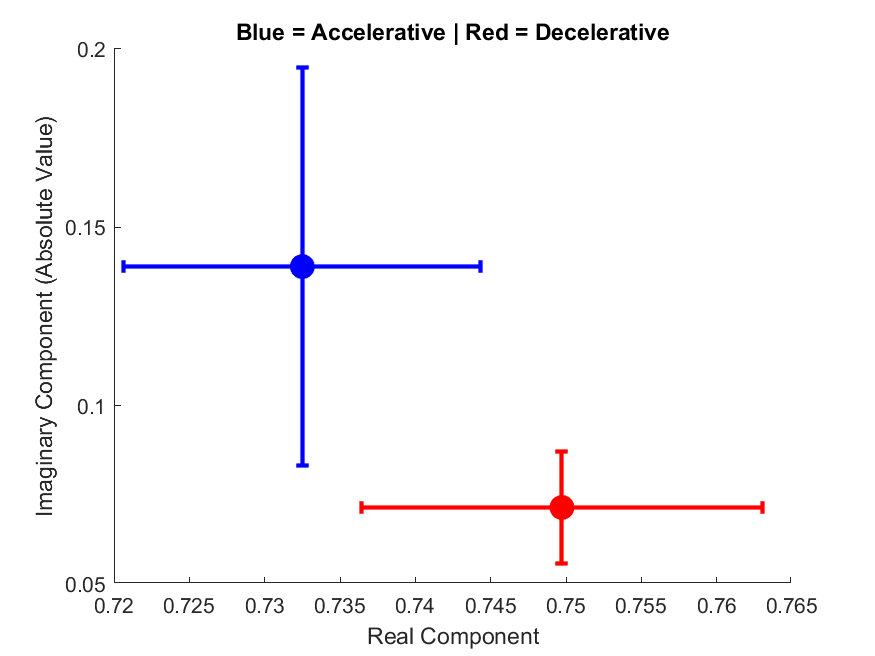 Blue = Accelerative | Red = Decelerative
Imaginary Component (Absolute Value)
0.2
0.15
0.1
0.05
0.72 0.725 0.73 0.735 0.74 0.745 0.75 0.755 0.76 0.765
Real Component